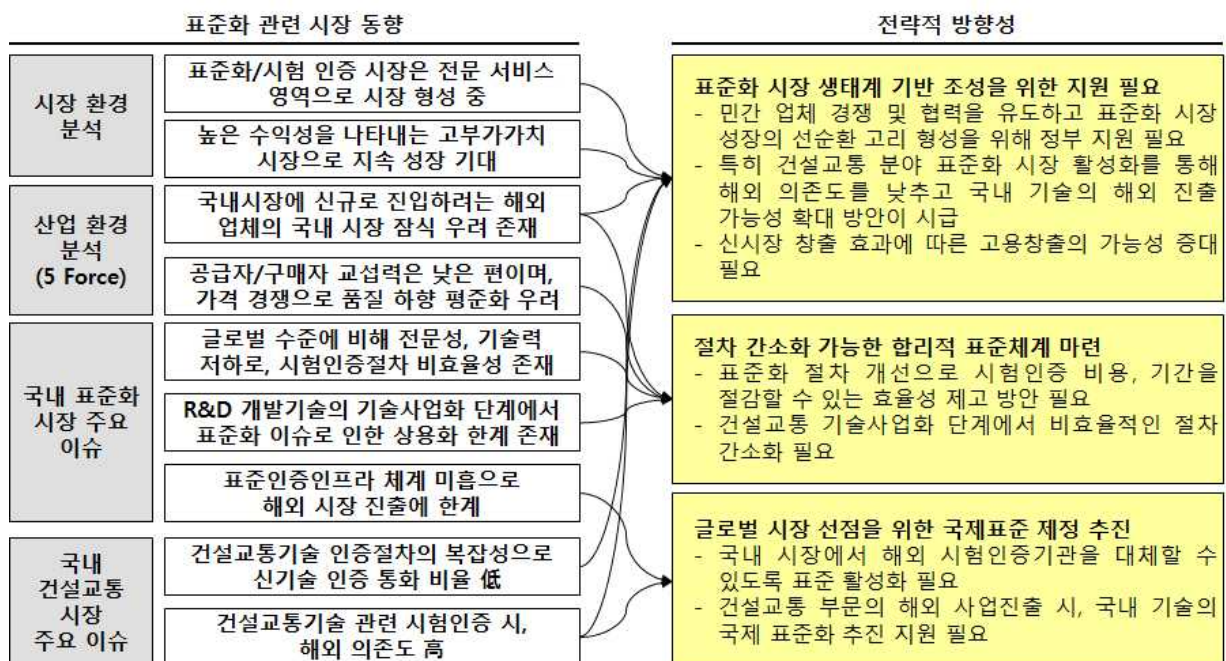 표준화 관련 시장 동향
전략적 방향성
시장 환경
분석
표준화/시험 인증 시장은 전문 서비스
영역으로 시장 형성 중
높은 수익성을 나타내는 고부가가치
시장으로 지속 성장 기대
산업 환경
분석
(5 Force)
국내시장에 신규로 진입하려는 해외
업체의 국내 시장 잠식 우려 존재
공급자/구매자 교섭력은 낮은 편이며,
가격 경쟁으로 품질 하향 평준화 우려
국내 표준화
시장 주요
이슈
글로벌 수준에 비해 전문성, 기술력
저하로, 시험인증절차 비효율성 존재
R&D 개발기술의 기술사업화 단계에서
표준화 이슈로 인한 상용화 한계 존재
표준인증인프라 체계 미흡으로
해외 시장 진출에 한계
국내
건설교통
시장
주요 이슈
건설교통기술 인증절차의 복잡성으로
신기술 인증 통화 비율 低
건설교통기술 관련 시험인증 시,
해외 의존도 高
표준화 시장 생태계 기반 조성을 위한 지원 필요
- 민간 업체 경쟁 및 협력을 유도하고 표준화 시장
성장의 선순환 고리 형성을 위해 정부 지원 필요
- 특히 건설교통 분야 표준화 시장 활성화를 통해
해외 의존도를 낮추고 국내 기술의 해외 진출
가능성 확대 방안이 시급
- 신시장 창출 효과에 따른 고용창출의 가능성 증대
필요
절차 간소화 가능한 합리적 표준체계 마련
- 표준화 절차 개선으로 시험인증 비용, 기간을
절감할 수 있는 효율성 제고 방안 필요
- 건설교통 기술사업화 단계에서 비효율적인 절차
간소화 필요
글로벌 시장 선점을 위한 국제표준 제정 추진
- 국내 시장에서 해외 시험인증기관을 대체할 수
있도록 표준 활성화 필요
- 건설교통 부문의 해외 사업진출 시, 국내 기술의
국제 표준화 추진 지원 필요